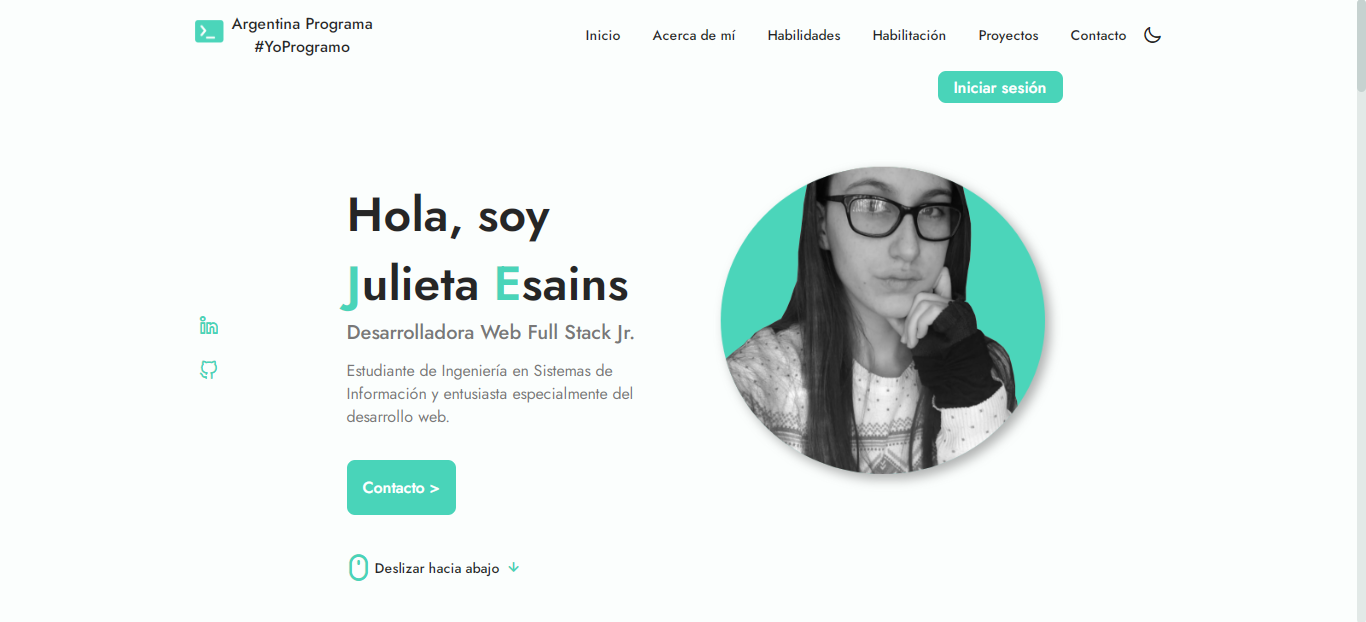 Argentina Programa
#YoProgramo
Inicio
Acerca de mí
Habilidades
Habilitación
Proyectos
Contacto
Iniciar sesión
Hola, soy
Julieta Esains
Desarrolladora Web Full Stack Jr.
Estudiante de Ingeniería en Sistemas de
Información y entusiasta especialmente del
desarrollo web.
Contacto >
Deslizar hacia abajo